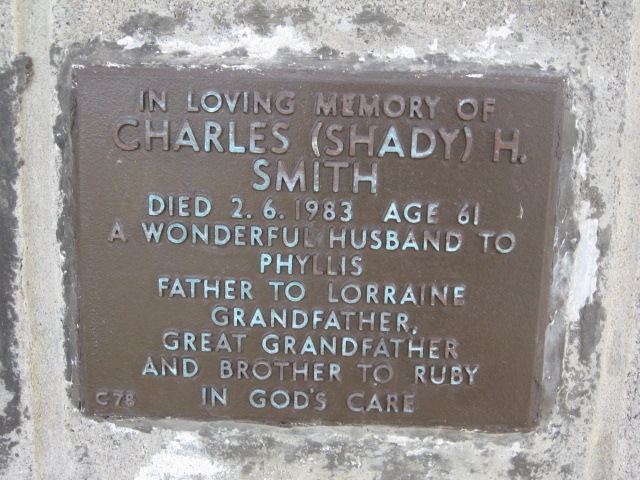 IN LOVING MEMORY OF
CHARLES (SHADY) H.
SMITH
DIED 2.6.1983 AGE 61
A WONDERFUL HUSBAND TO
PHYLLIS
FATHER TO LORRAINE
GRANDFATHER,
GREAT GRANDFATHER
AND BROTHER TO RUBY
IN GOD'S CARE
C78